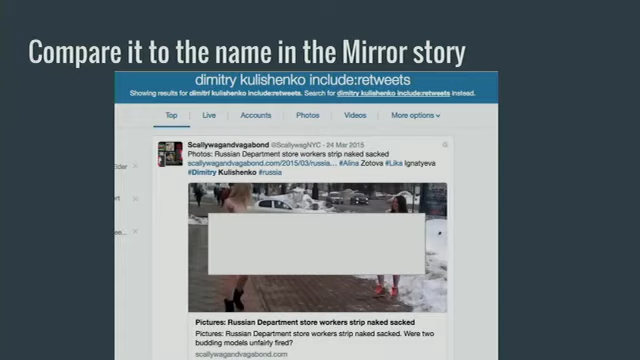 Compare it to the name in the Mirror story
dimitry kulishenko include:retweets
Showing results for dimitri kulishenko include:retweets. Search for dimitry kulishenko include:retweets instead.
Top Live Accounts Photos Videos More options
Scallywagandvagabond @ScallywagNYC · 24 Mar 2015
Photos: Russian Department store workers strip naked sacked
scallywagandvagabond.com/2015/03/russia... #Alina Zotova #Lika Ignatyeva
#Dimitry Kulishenko #russia
Pictures: Russian Department store workers strip naked sacked
Pictures: Russian Department store workers strip naked sacked. Were two
budding models unfairly fired?
scallywagandvagabond.com